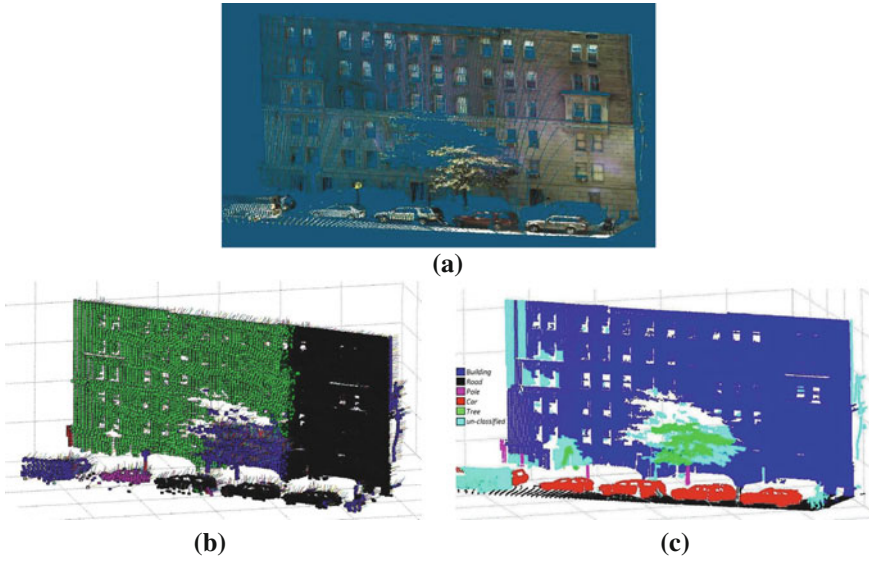 (a)
Building
Road
Pole
Car
Tree
un-classified
(b)
(c)